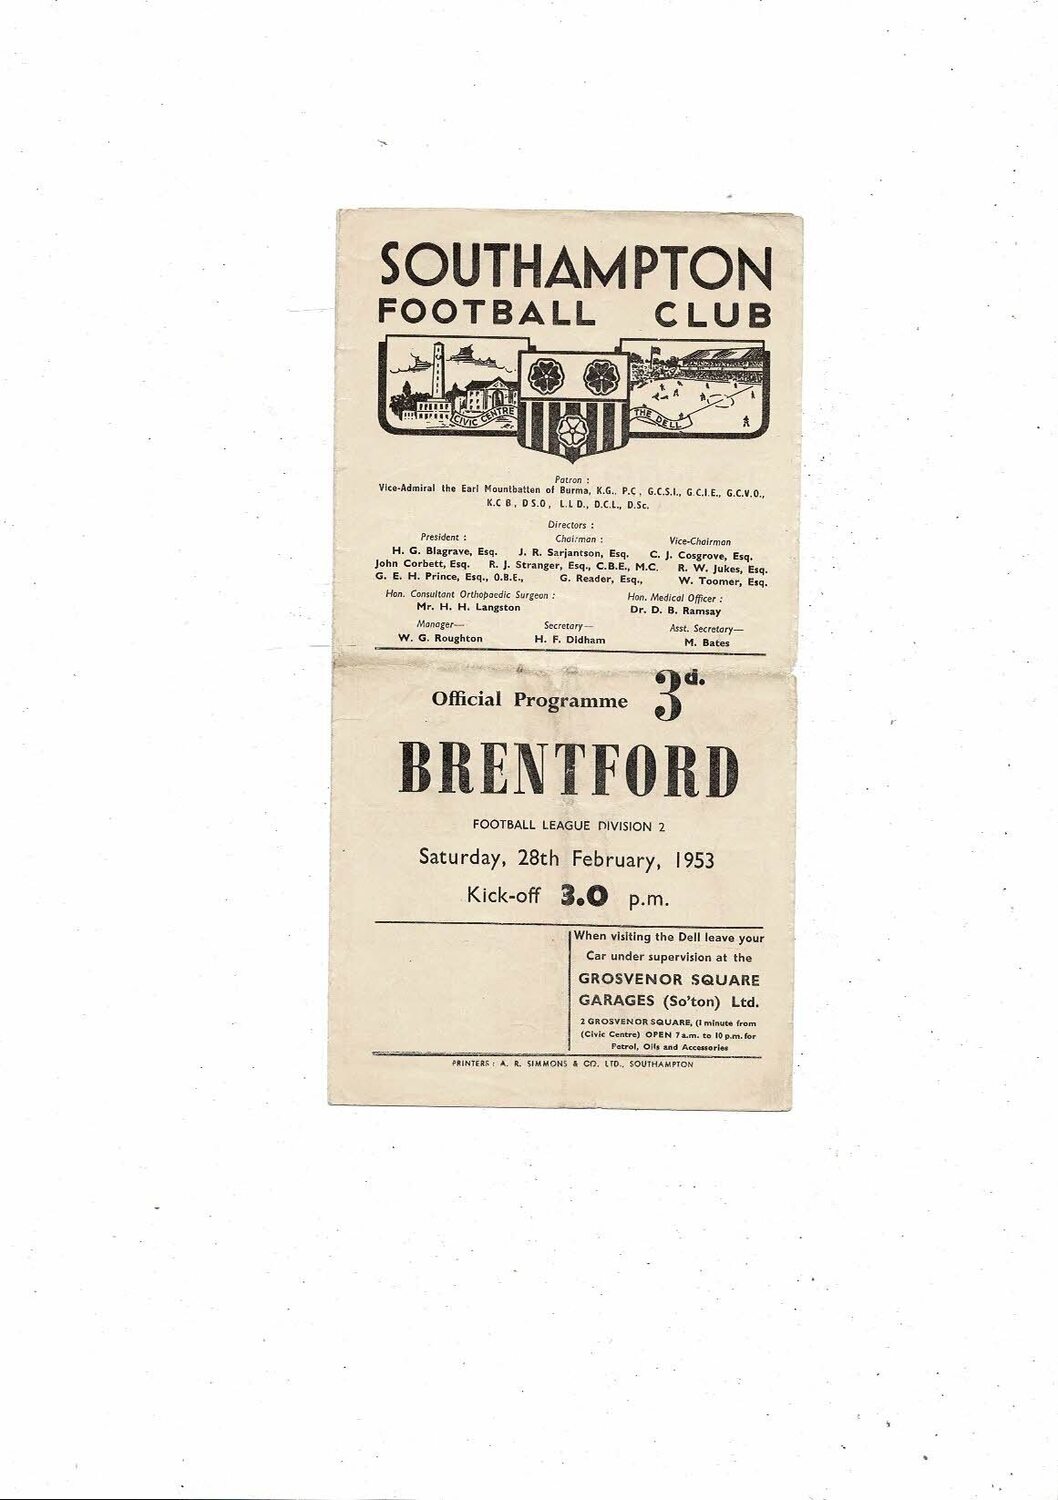 SOUTHAMPTON
FOOTBALL CLUB
CIVIC CENTRE
THE DELL
Patron :
Vice-Admiral the Earl Mountbatten of Burma, K.G., P.C, G.C.S.I., G.C.I.E., G.C.V.O.,
K.C B, D S.O, L.L D., D.C.L., D.Sc.
Directors :
President : Chairman : Vice-Chairman
H. G. Blagrave, Esq. J. R. Sarjantson, Esq. C. J. Cosgrove, Esq.
John Corbett, Esq. R. J. Stranger, Esq., C.B.E., M.C. R. W. Jukes, Esq.
G. E. H. Prince, Esq., O.B.E., G. Reader, Esq., W. Toomer, Esq.
Hon. Consultant Orthopaedic Surgeon : Hon. Medical Officer :
Mr. H. H. Langston Dr. D. B. Ramsay
Manager— Secretary— Asst. Secretary—
W. G. Roughton H. F. Didham M. Bates
Official Programme 3d.
BRENTFORD
FOOTBALL LEAGUE DIVISION 2
Saturday, 28th February, 1953
Kick-off 3.0 p.m.
When visiting the Dell leave your
Car under supervision at the
GROSVENOR SQUARE
GARAGES (So'ton) Ltd.
2 GROSVENOR SQUARE, (1 minute from
(Civic Centre) OPEN 7 a.m. to 10 p.m. for
Petrol, Oils and Accessories
PRINTERS : A. R. SIMMONS & CO. LTD., SOUTHAMPTON